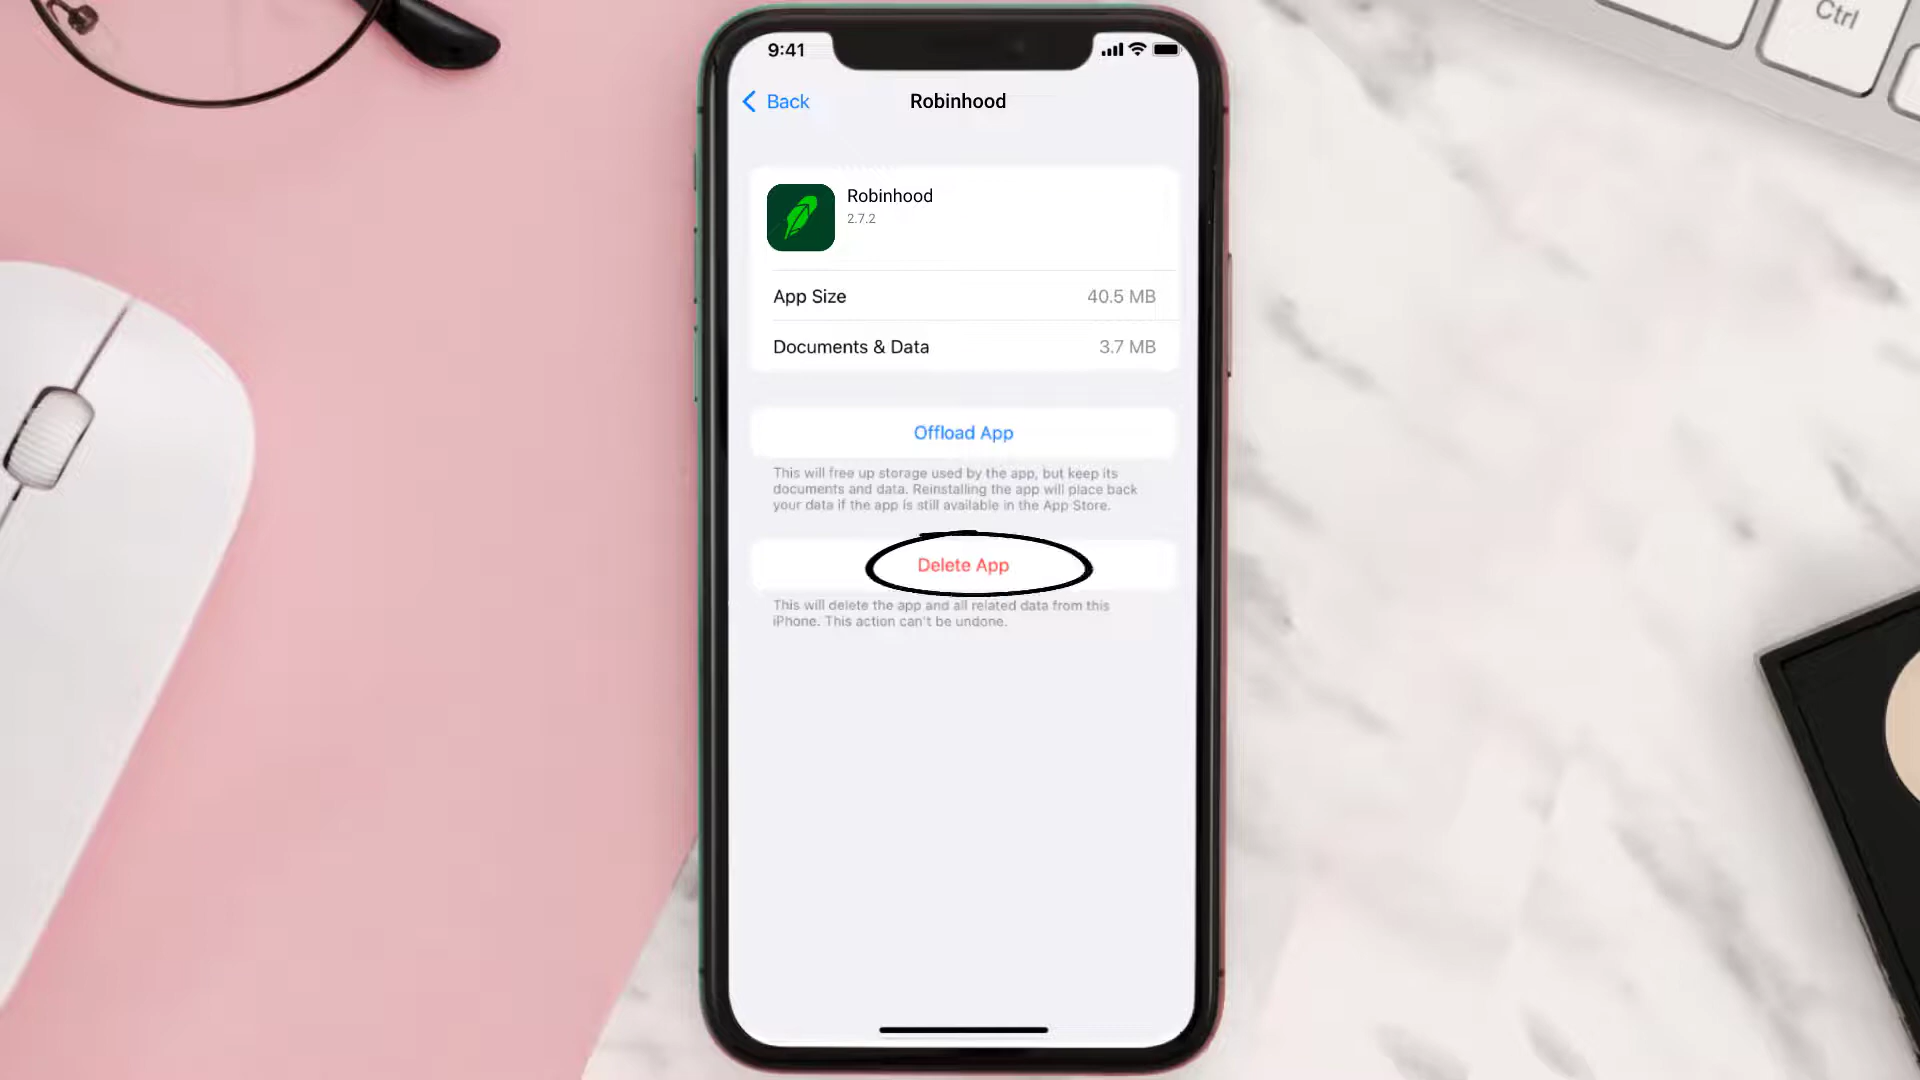 Ctrl
9:41
Back
Robinhood
Robinhood
2.7.2
App Size
40.5 MB
Documents & Data
3.7 MB
Offload App
This will free up storage used by the app, but keep its
documents and data. Reinstalling the app will place back
your data if the app is still available in the App Store.
Delete App
This will delete the app and all related data from this
iPhone. This action can't be undone.